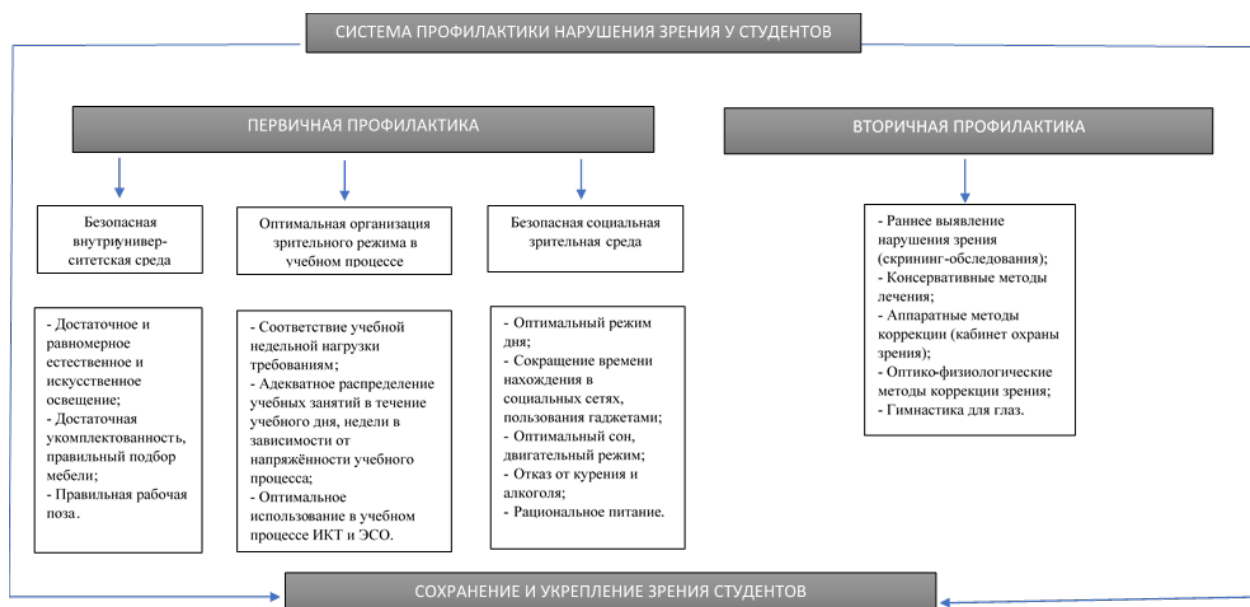 СИСТЕМА ПРОФИЛАКТИКИ НАРУШЕНИЯ ЗРЕНИЯ У СТУДЕНТОВ
ПЕРВИЧНАЯ ПРОФИЛАКТИКА
ВТОРИЧНАЯ ПРОФИЛАКТИКА
Безопасная
внутриунивер-
ситетская среда
Оптимальная организация
зрительного режима в
учебном процессе
Безопасная социальная
зрительная среда
- Достаточное и
равномерное
естественное и
искусственное
освещение;
- Достаточная
укомплектованность,
правильный подбор
мебели;
- Правильная рабочая
поза.
- Соответствие учебной
недельной нагрузки
требованиям;
- Адекватное распределение
учебных занятий в течение
учебного дня, недели в
зависимости от
напряжённости учебного
процесса;
- Оптимальное
использование в учебном
процессе ИКТ и ЭСО.
- Оптимальный режим
дня;
- Сокращение времени
нахождения в
социальных сетях,
пользования гаджетами;
- Оптимальный сон,
двигательный режим;
- Отказ от курения и
алкоголя;
- Рациональное питание.
- Раннее выявление
нарушения зрения
(скрининг-обследования);
- Консервативные методы
лечения;
- Аппаратные методы
коррекции (кабинет охраны
зрения);
- Оптико-физиологические
методы коррекции зрения;
- Гимнастика для глаз.
СОХРАНЕНИЕ И УКРЕПЛЕНИЕ ЗРЕНИЯ СТУДЕНТОВ